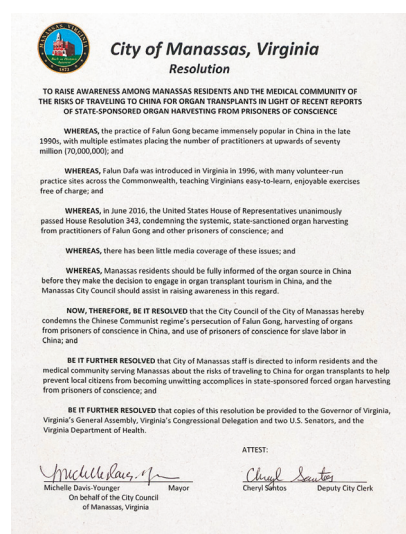 City of Manassas, Virginia
Resolution
TO RAISE AWARENESS AMONG MANASSAS RESIDENTS AND THE MEDICAL COMMUNITY OF
THE RISKS OF TRAVELING TO CHINA FOR ORGAN TRANSPLANTS IN LIGHT OF RECENT REPORTS
OF STATE-SPONSORED ORGAN HARVESTING FROM PRISONERS OF CONSCIENCE
WHEREAS, the practice of Falun Gong became immensely popular in China in the late
1990s, with multiple estimates placing the number of practitioners at upwards of seventy
million (70,000,000); and
WHEREAS, Falun Dafa was introduced in Virginia in 1996, with many volunteer-run
practice sites across the Commonwealth, teaching Virginians easy-to-learn, enjoyable exercises
free of charge; and
WHEREAS, in June 2016, the United States House of Representatives unanimously
passed House Resolution 343, condemning the systemic, state-sanctioned organ harvesting
from practitioners of Falun Gong and other prisoners of conscience; and
WHEREAS, there has been little media coverage of these issues; and
WHEREAS, Manassas residents should be fully informed of the organ source in China
before they make the decision to engage in organ transplant tourism in China, and the
Manassas City Council should assist in raising awareness in this regard.
NOW, THEREFORE, BE IT RESOLVED that the City Council of the City of Manassas hereby
condemns the Chinese Communist regime's persecution of Falun Gong, harvesting of organs
from prisoners of conscience in China, and use of prisoners of conscience for slave labor in
China; and
BE IT FURTHER RESOLVED that City of Manassas staff is directed to inform residents and the
medical community serving Manassas about the risks of traveling to China for organ transplants to help
prevent local citizens from becoming unwitting accomplices in state-sponsored forced organ harvesting
from prisoners of conscience; and
BE IT FURTHER RESOLVED that copies of this resolution be provided to the Governor of Virginia,
Virginia's General Assembly, Virginia's Congressional Delegation and two U.S. Senators, and the
Virginia Department of Health.
ATTEST:
Michelle Davis-Younger Mayor
On behalf of the City Council
of Manassas, Virginia
Cheryl Santos
Cheryl Santos Deputy City Clerk